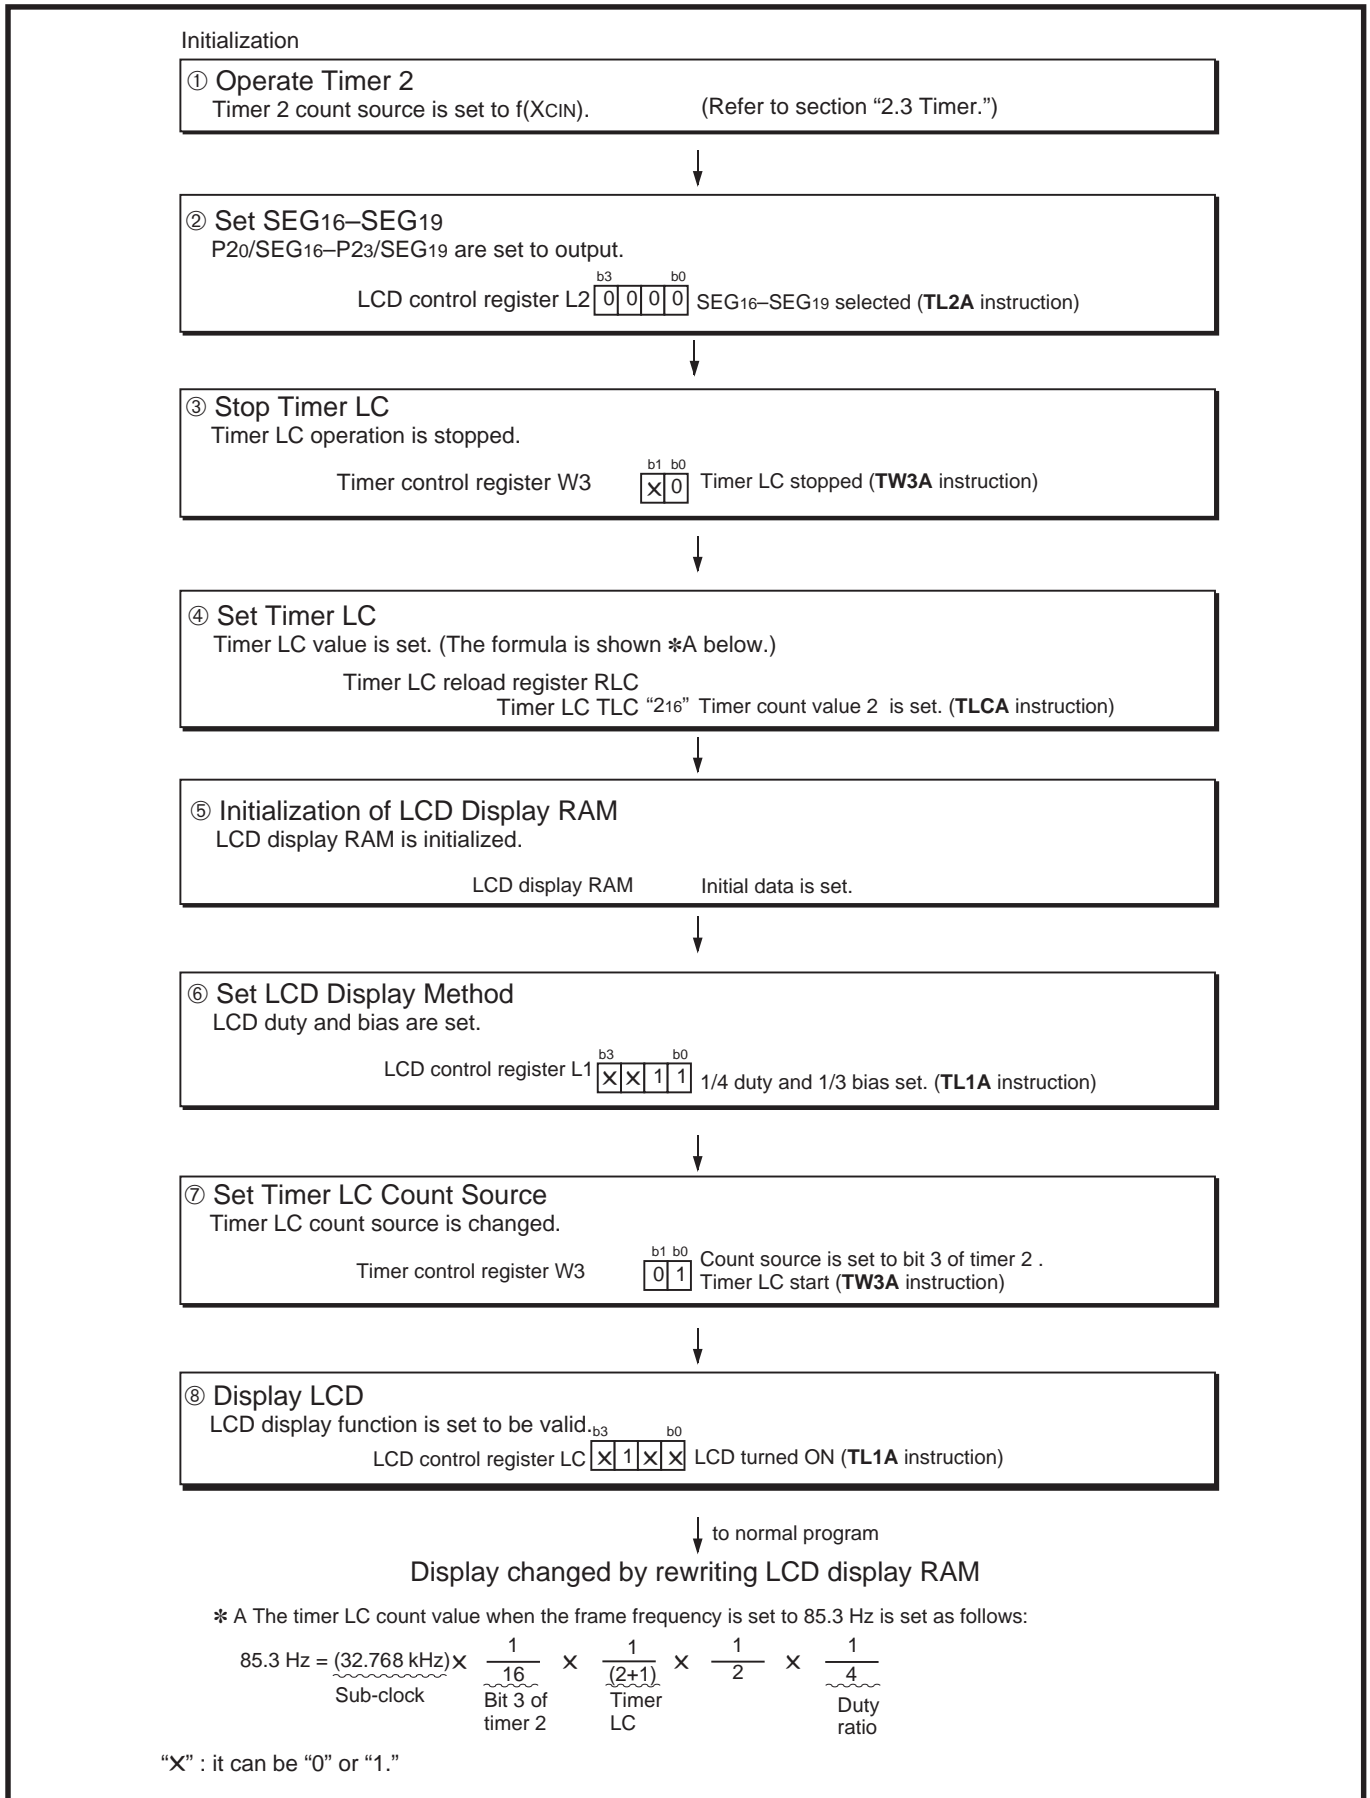 Initialization
① Operate Timer 2
Timer 2 count source is set to f(XCIN). (Refer to section “2.3 Timer.”)
② Set SEG16–SEG19
P20/SEG16–P23/SEG19 are set to output.
b3 b0
LCD control register L2 0 0 0 0 SEG16–SEG19 selected (TL2A instruction)
③ Stop Timer LC
Timer LC operation is stopped.
b1 b0
Timer control register W3 × 0 Timer LC stopped (TW3A instruction)
④ Set Timer LC
Timer LC value is set. (The formula is shown ✽A below.)
Timer LC reload register RLC
Timer LC TLC “216” Timer count value 2 is set. (TLCA instruction)
⑤ Initialization of LCD Display RAM
LCD display RAM is initialized.
LCD display RAM Initial data is set.
⑥ Set LCD Display Method
LCD duty and bias are set.
b3 b0
LCD control register L1 × × 1 1 1/4 duty and 1/3 bias set. (TL1A instruction)
⑦ Set Timer LC Count Source
Timer LC count source is changed.
b1 b0 Count source is set to bit 3 of timer 2 .
Timer control register W3 0 1 Timer LC start (TW3A instruction)
⑧ Display LCD
LCD display function is set to be valid. b3 b0
LCD control register LC × 1 × × LCD turned ON (TL1A instruction)
to normal program
Display changed by rewriting LCD display RAM
✽ A The timer LC count value when the frame frequency is set to 85.3 Hz is set as follows:
1 1 1 1
85.3 Hz = (32.768 kHz) × × × ×
16 (2+1) 2 4
Sub-clock Bit 3 of Timer Duty
timer 2 LC ratio
“×” : it can be “0” or “1.”